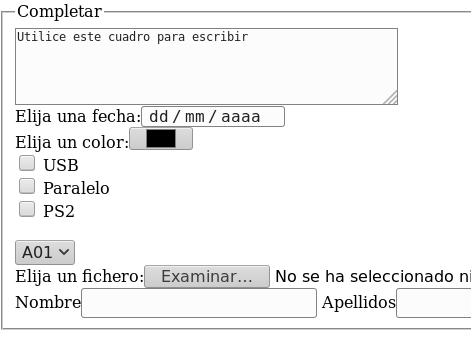 Completar
Utilice este cuadro para escribir
Elija una fecha: dd/mm/aaaa
Elija un color:
USB
Paralelo
PS2
A01
Elija un fichero: Examinar... No se ha seleccionado
Nombre Apellidos